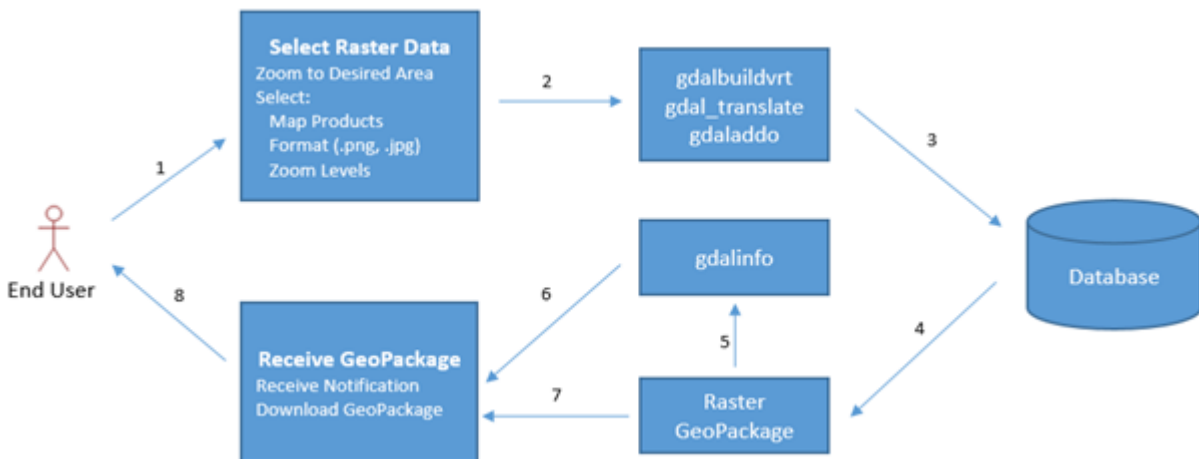 Select Raster Data
Zoom to Desired Area
Select:
Map Products
Format (.png, .jpg)
Zoom Levels
1
2
gdalbuildvrt
gdal_translate
gdaladdo
3
Database
4
Raster
GeoPackage
5
gdalinfo
6
7
Receive GeoPackage
Receive Notification
Download GeoPackage
8
End User